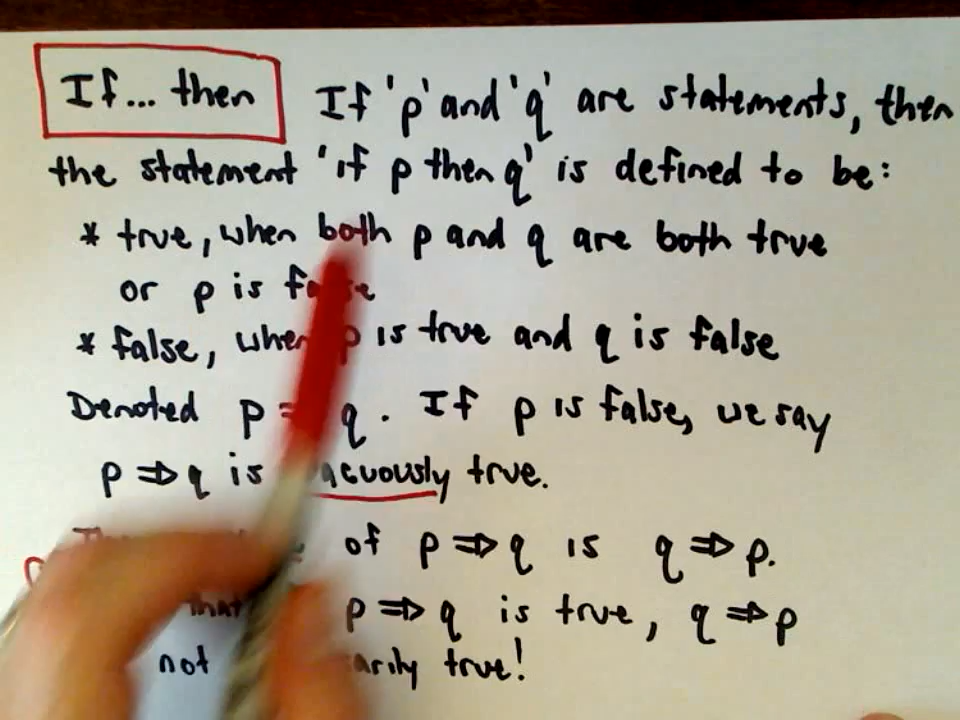 If... then If 'p' and 'q' are statements, then
the statement 'if p then q' is defined to be:
* true, when both p and q are both true
or p is false
* false, when p is true and q is false
Denoted p ⇒ q. If p is false, we say
p ⇒ q is vacuously true.
of p ⇒ q is q ⇒ p.
p ⇒ q is true, q ⇒ p
not true!